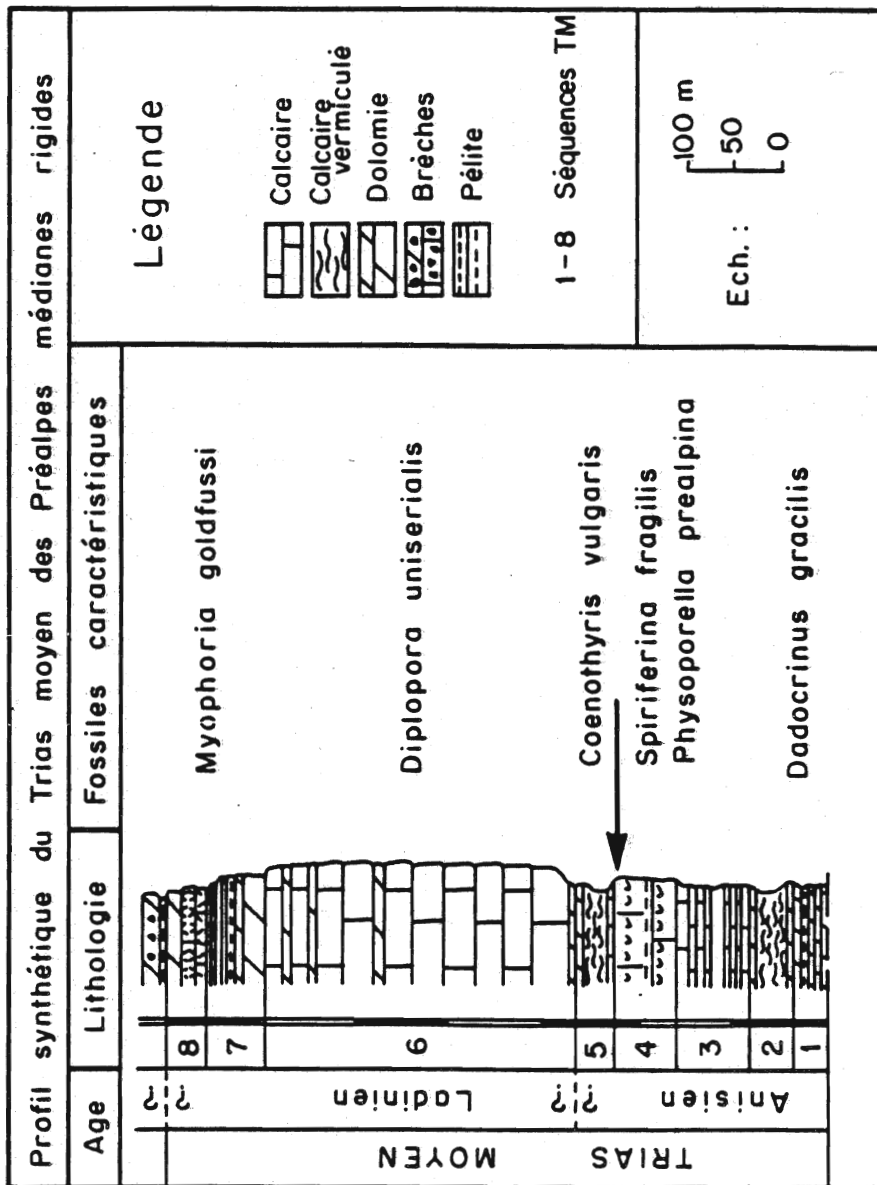 Profil synthétique du Trias moyen des Préalpes médianes rigides
Age
Lithologie
Fossiles caractéristiques
TRIAS MOYEN
? ?
?
Ladinien
? ?
Anisien
8
7
6
5
4
3
2
1
Myophoria goldfussi
Diplopora uniserialis
Coenothyris vulgaris
Spiriferina fragilis
Physoporella prealpina
Dadocrinus gracilis
Légende
Calcaire
Calcaire
vermiculé
Dolomie
Brèches
Pélite
1-8 Séquences TM
Ech. :
100 m
50
0